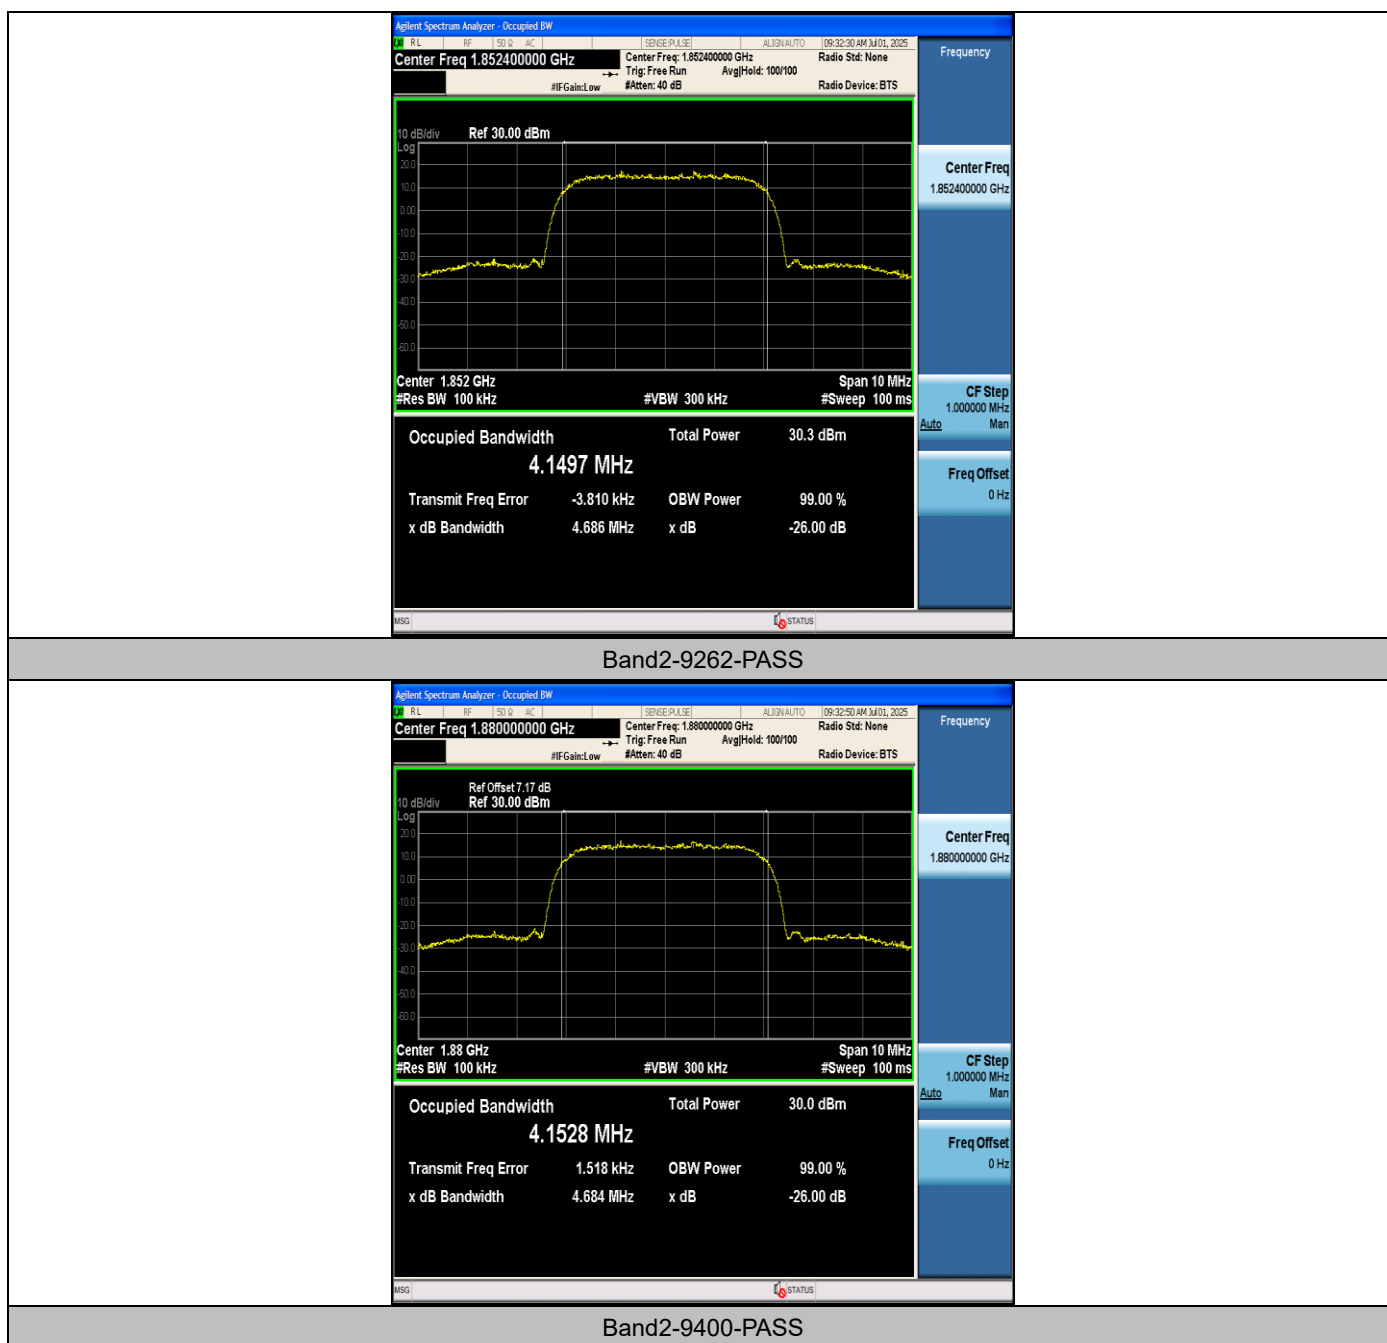 Agilent Spectrum Analyzer - Occupied BW
RL RF 50 Ω AC SENSE:PULSE ALIGN AUTO 09:32:30 AM Jul 01, 2025
Center Freq 1.852400000 GHz
Center Freq: 1.852400000 GHz Radio Std: None
Trig: Free Run Avg|Hold: 100/100
#IFGain:Low #Atten: 40 dB Radio Device: BTS
Frequency
10 dB/div Ref 30.00 dBm
Log
20.0
10.0
0.00
-10.0
-20.0
-30.0
-40.0
-50.0
-60.0
Center 1.852 GHz Span 10 MHz
#Res BW 100 kHz #VBW 300 kHz #Sweep 100 ms
Occupied Bandwidth Total Power 30.3 dBm
4.1497 MHz
Transmit Freq Error -3.810 kHz OBW Power 99.00 %
x dB Bandwidth 4.686 MHz x dB -26.00 dB
Center Freq
1.852400000 GHz
CF Step
1.000000 MHz
Auto Man
Freq Offset
0 Hz
MSG STATUS
Band2-9262-PASS
Agilent Spectrum Analyzer - Occupied BW
RL RF 50 Ω AC SENSE:PULSE ALIGN AUTO 09:32:50 AM Jul 01, 2025
Center Freq 1.880000000 GHz
Center Freq: 1.880000000 GHz Radio Std: None
Trig: Free Run Avg|Hold: 100/100
#IFGain:Low #Atten: 40 dB Radio Device: BTS
Frequency
Ref Offset 7.17 dB
10 dB/div Ref 30.00 dBm
Log
20.0
10.0
0.00
-10.0
-20.0
-30.0
-40.0
-50.0
-60.0
Center 1.88 GHz Span 10 MHz
#Res BW 100 kHz #VBW 300 kHz #Sweep 100 ms
Occupied Bandwidth Total Power 30.0 dBm
4.1528 MHz
Transmit Freq Error 1.518 kHz OBW Power 99.00 %
x dB Bandwidth 4.684 MHz x dB -26.00 dB
Center Freq
1.880000000 GHz
CF Step
1.000000 MHz
Auto Man
Freq Offset
0 Hz
MSG STATUS
Band2-9400-PASS